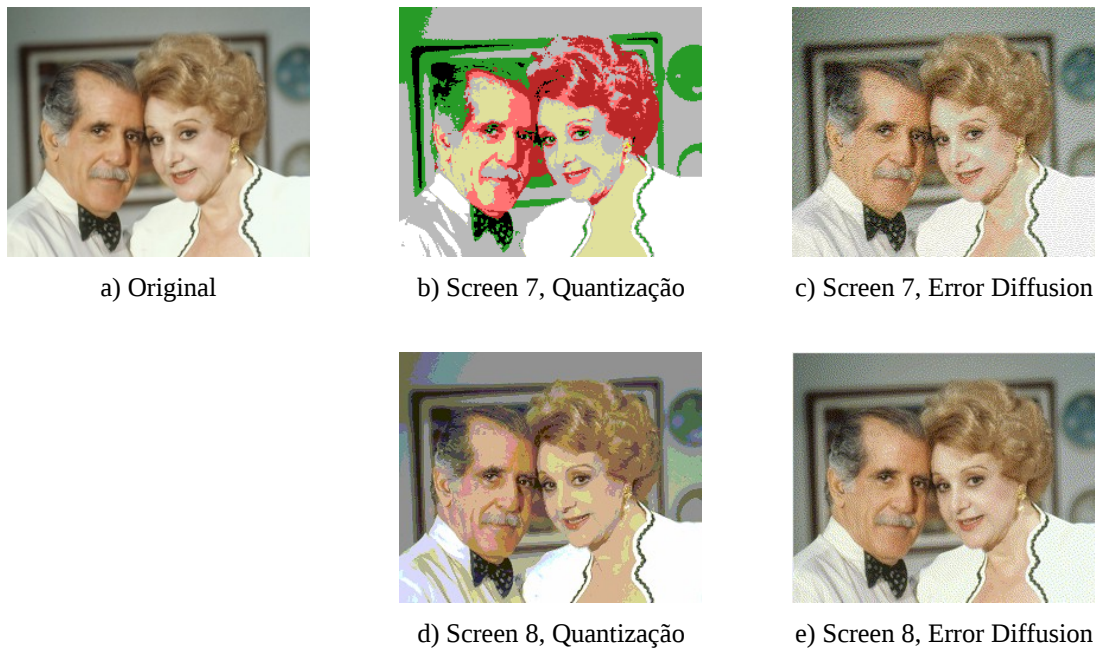 a) Original
b) Screen 7, Quantização
c) Screen 7, Error Diffusion
d) Screen 8, Quantização
e) Screen 8, Error Diffusion